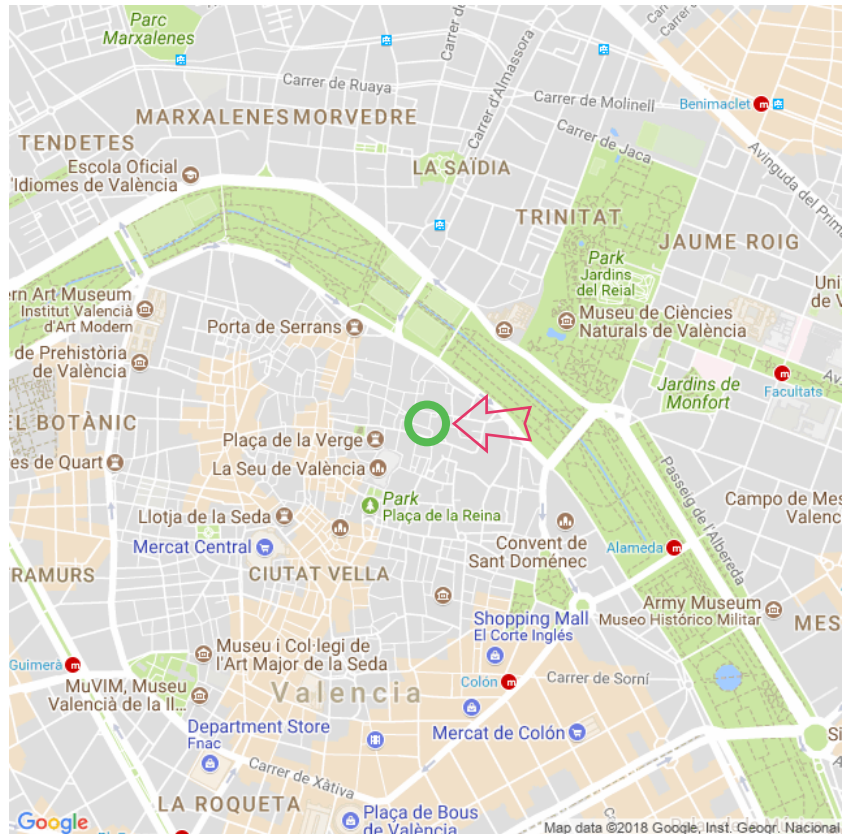 Parc
Marxalenes
Carrer de Ruaya
Carrer d'Almassora
Carrer de Molinell
Benimaclet
MARXALENES
MORVEDRE
TENDETES
Carrer de Jaca
Avinguda del Prima
Escola Oficial
'Idiomes de València
LA SAÏDIA
TRINITAT
JAUME ROIG
Park
Jardins
del Reial
Uni
de V
ern Art Museum
Institut Valencià
d'Art Modern
Porta de Serrans
Museu de Ciències
Naturals de València
de Prehistòria
de València
Jardins de
Monfort
Facultats
EL BOTÀNIC
Plaça de la Verge
es de Quart
La Seu de València
Passeig de l'Albereda
Park
Plaça de la Reina
Campo de Mes
Valenc
Llotja de la Seda
Mercat Central
Convent de
Sant Doménec
Alameda
RAMURS
CIUTAT VELLA
Army Museum
Museo Histórico Militar
MES
Shopping Mall
El Corte Inglés
Museu i Col·legi de
l'Art Major de la Seda
Guimerà
MuVIM, Museu
Valencià de la Il...
Valencia
Colón
Carrer de Sorní
Department Store
Fnac
Mercat de Colón
Si
Carrer de Xàtiva
LA ROQUETA
Plaça de Bous
de València
Google
Map data ©2018 Google, Inst. Geogr. Nacional